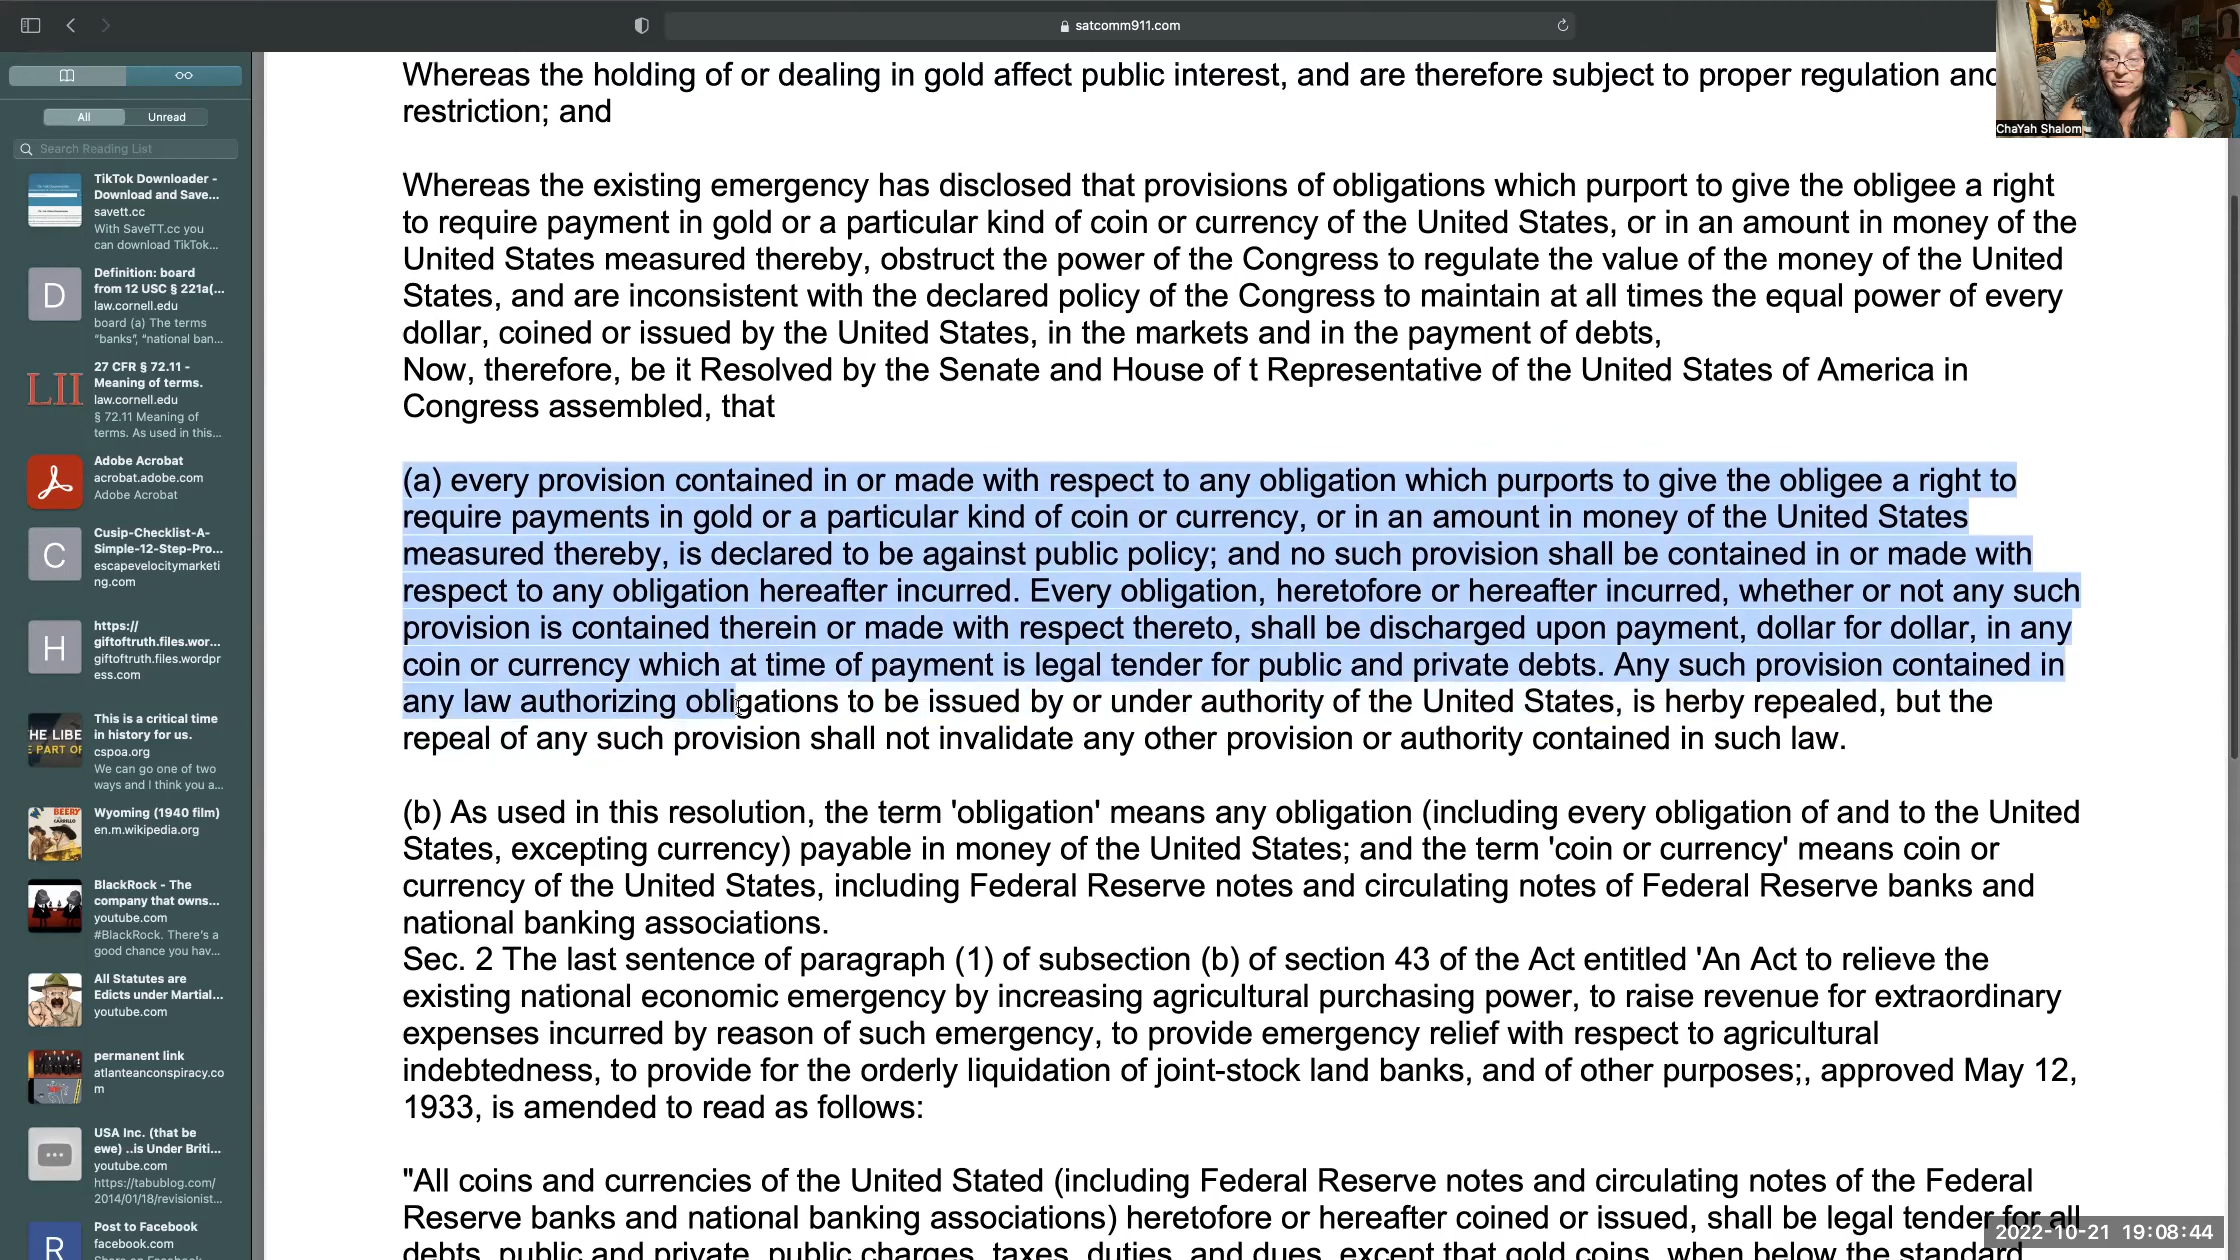 satcomm911.com
All
Unread
Search Reading List
TikTok Downloader -
Download and Save...
savett.cc
With SaveTT.cc you
can download TikTok...
D
Definition: board
from 12 USC § 221a(...
law.cornell.edu
board (a) The terms
"banks", "national ban...
LII
27 CFR § 72.11 -
Meaning of terms.
law.cornell.edu
§ 72.11 Meaning of
terms. As used in this...
Adobe Acrobat
acrobat.adobe.com
Adobe Acrobat
C
Cusip-Checklist-A-
Simple-12-Step-Pro...
escapevelocitymarketi
ng.com
H
https://
giftoftruth.files.wor...
giftoftruth.files.wordpr
ess.com
HE LIBE
E PART OF
This is a critical time
in history for us.
cspoa.org
We can go one of two
ways and I think you a...
BEERY
Wyoming (1940 film)
en.m.wikipedia.org
BlackRock - The
company that owns...
youtube.com
#BlackRock. There's a
good chance you hav...
All Statutes are
Edicts under Martial...
youtube.com
permanent link
atlanteanconspiracy.co
m
USA Inc. (that be
ewe) ..is Under Briti...
youtube.com
https://tabublog.com/
2014/01/18/revisionist...
R
Post to Facebook
facebook.com
Share on Facebook
Whereas the holding of or dealing in gold affect public interest, and are therefore subject to proper regulation and
restriction; and
Whereas the existing emergency has disclosed that provisions of obligations which purport to give the obligee a right
to require payment in gold or a particular kind of coin or currency of the United States, or in an amount in money of the
United States measured thereby, obstruct the power of the Congress to regulate the value of the money of the United
States, and are inconsistent with the declared policy of the Congress to maintain at all times the equal power of every
dollar, coined or issued by the United States, in the markets and in the payment of debts,
Now, therefore, be it Resolved by the Senate and House of t Representative of the United States of America in
Congress assembled, that
(a) every provision contained in or made with respect to any obligation which purports to give the obligee a right to
require payments in gold or a particular kind of coin or currency, or in an amount in money of the United States
measured thereby, is declared to be against public policy; and no such provision shall be contained in or made with
respect to any obligation hereafter incurred. Every obligation, heretofore or hereafter incurred, whether or not any such
provision is contained therein or made with respect thereto, shall be discharged upon payment, dollar for dollar, in any
coin or currency which at time of payment is legal tender for public and private debts. Any such provision contained in
any law authorizing obligations to be issued by or under authority of the United States, is herby repealed, but the
repeal of any such provision shall not invalidate any other provision or authority contained in such law.
(b) As used in this resolution, the term 'obligation' means any obligation (including every obligation of and to the United
States, excepting currency) payable in money of the United States; and the term 'coin or currency' means coin or
currency of the United States, including Federal Reserve notes and circulating notes of Federal Reserve banks and
national banking associations.
Sec. 2 The last sentence of paragraph (1) of subsection (b) of section 43 of the Act entitled 'An Act to relieve the
existing national economic emergency by increasing agricultural purchasing power, to raise revenue for extraordinary
expenses incurred by reason of such emergency, to provide emergency relief with respect to agricultural
indebtedness, to provide for the orderly liquidation of joint-stock land banks, and of other purposes;, approved May 12,
1933, is amended to read as follows:
"All coins and currencies of the United Stated (including Federal Reserve notes and circulating notes of the Federal
Reserve banks and national banking associations) heretofore or hereafter coined or issued, shall be legal tender for all
debts, public and private, public charges, taxes, duties, and dues, except that gold coins, when below the standard
ChaYah Shalom
2022-10-21 19:08:44